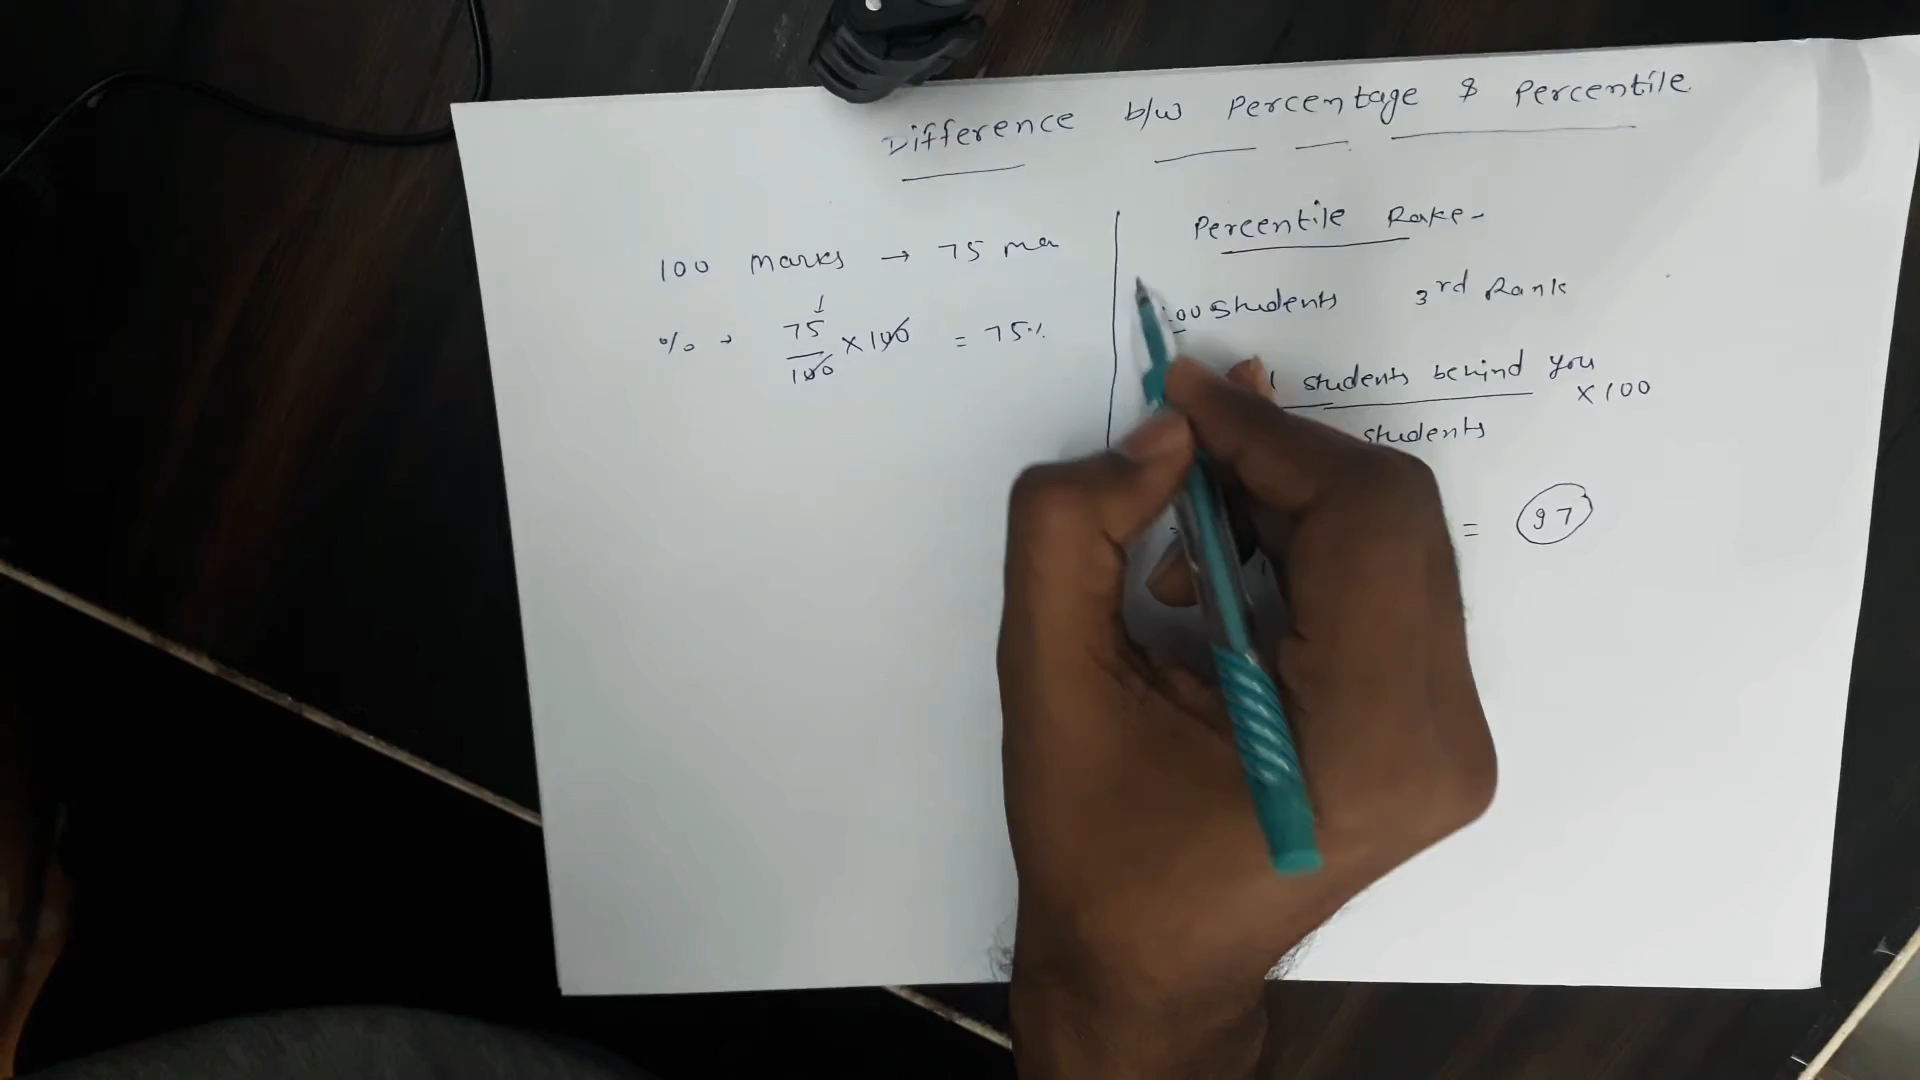 Difference b/w Percentage & Percentile
100 marks → 75 ma
% → 75/100 × 100 = 75%
Percentile Rake-
00 students 3rd Rank
students behind you × 100
students
= 97